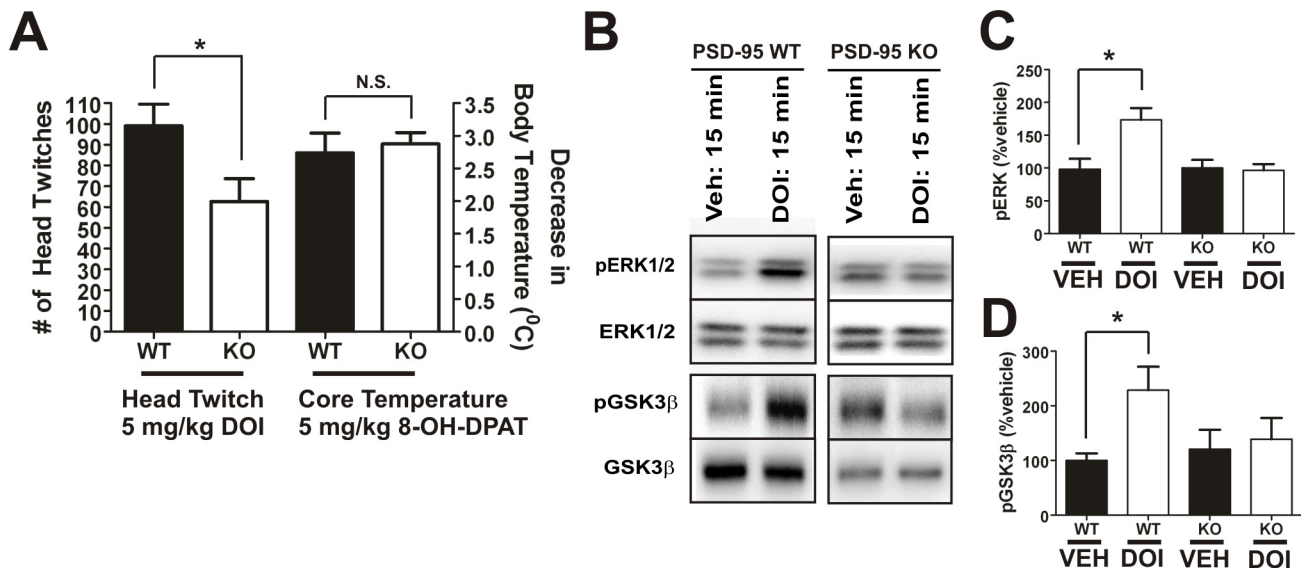 A
*
N.S.
# of Head Twitches
110
100
90
80
70
60
50
40
30
20
10
0
3.5
3.0
2.5
2.0
1.5
1.0
0.5
0.0
Decrease in
Body Temperature (⁰C)
WT
KO
WT
KO
Head Twitch
5 mg/kg DOI
Core Temperature
5 mg/kg 8-OH-DPAT
B
PSD-95 WT
PSD-95 KO
Veh: 15 min
DOI: 15 min
Veh: 15 min
DOI: 15 min
pERK1/2
ERK1/2
pGSK3β
GSK3β
C
*
pERK (%vehicle)
250
200
150
100
50
0
WT
WT
KO
KO
VEH
DOI
VEH
DOI
D
*
pGSK3β (%vehicle)
300
200
100
0
WT
WT
KO
KO
VEH
DOI
VEH
DOI